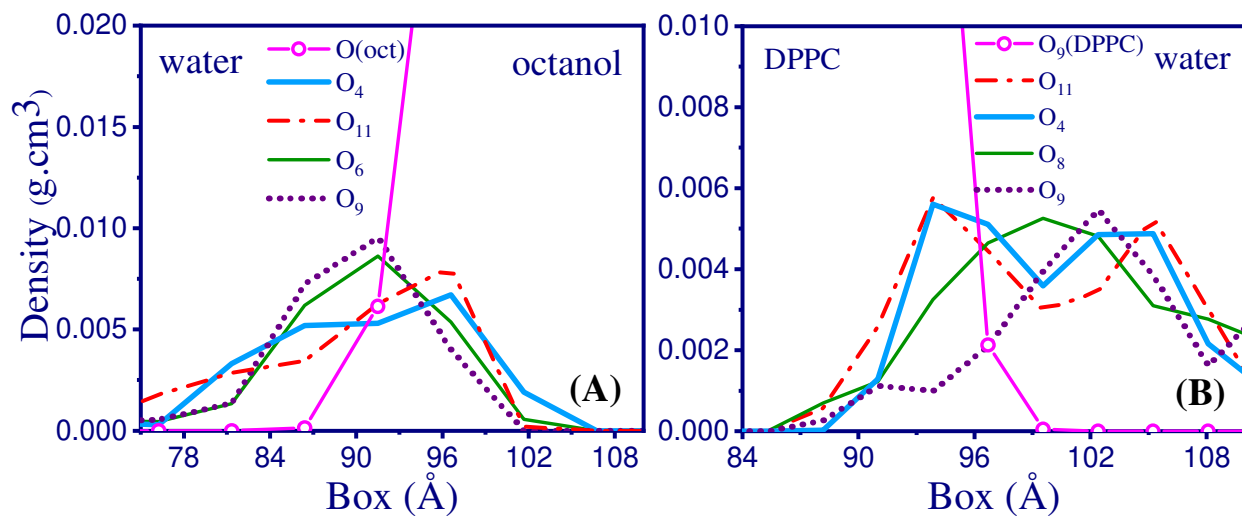 water
octanol
O(oct)
O₄
O₁₁
O₆
O₉
(A)
0.020
0.015
0.010
0.005
0.000
Density (g.cm³)
78 84 90 96 102 108
Box (Å)
DPPC
water
O₉(DPPC)
O₁₁
O₄
O₈
O₉
(B)
0.010
0.008
0.006
0.004
0.002
0.000
84 90 96 102 108
Box (Å)